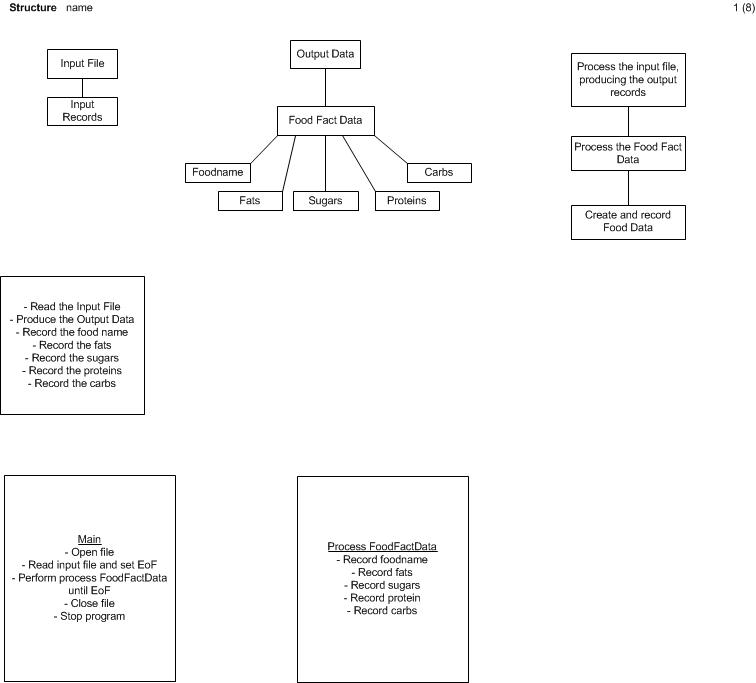 Structure name
1 (8)
Input File
Input
Records
Output Data
Food Fact Data
Foodname
Carbs
Fats
Sugars
Proteins
Process the input file,
producing the output
records
Process the Food Fact
Data
Create and record
Food Data
- Read the Input File
- Produce the Output Data
- Record the food name
- Record the fats
- Record the sugars
- Record the proteins
- Record the carbs
Main
- Open file
- Read input file and set EoF
- Perform process FoodFactData
until EoF
- Close file
- Stop program
Process FoodFactData
- Record foodname
- Record fats
- Record sugars
- Record protein
- Record carbs